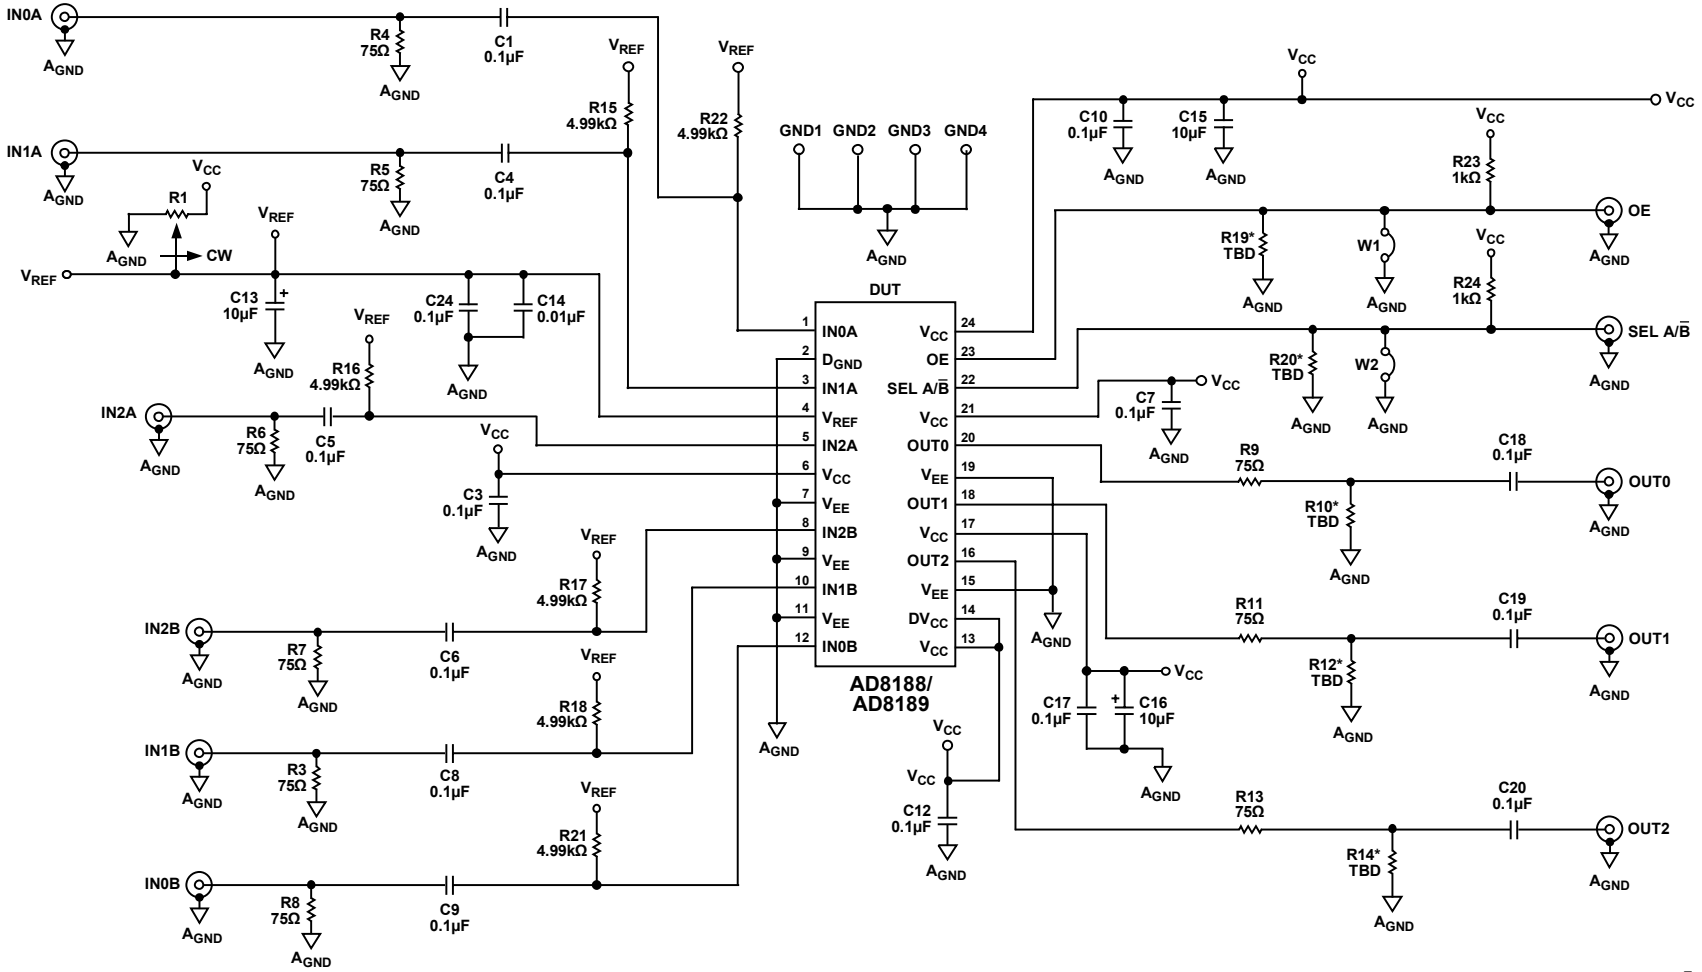 IN0A
AGND
R4
75Ω
AGND
C1
0.1µF
VREF
R15
4.99kΩ
VREF
R22
4.99kΩ
IN1A
AGND
R5
75Ω
AGND
C4
0.1µF
GND1 GND2 GND3 GND4
AGND
VCC
VCC
C10
0.1µF
AGND
C15
10µF
AGND
VCC
R23
1kΩ
OE
AGND
R19*
TBD
AGND
W1
AGND
VCC
R24
1kΩ
SEL A/B̅
AGND
R20*
TBD
AGND
W2
AGND
VCC
R1
AGND
CW
VREF
VREF
C13
10µF
+
AGND
C24
0.1µF
C14
0.01µF
AGND
VREF
R16
4.99kΩ
IN2A
AGND
R6
75Ω
AGND
C5
0.1µF
VCC
C3
0.1µF
AGND
DUT
1 IN0A
2 DGND
3 IN1A
4 VREF
5 IN2A
6 VCC
7 VEE
8 IN2B
9 VEE
10 IN1B
11 VEE
12 IN0B
VCC 24
OE 23
SEL A/B̅ 22
VCC 21
OUT0 20
VEE 19
OUT1 18
VCC 17
OUT2 16
VEE 15
DVCC 14
VCC 13
AD8188/
AD8189
AGND
VCC
C7
0.1µF
AGND
R9
75Ω
R10*
TBD
AGND
C18
0.1µF
OUT0
AGND
AGND
R11
75Ω
R12*
TBD
AGND
C19
0.1µF
OUT1
AGND
VCC
C17
0.1µF
+
C16
10µF
AGND
VCC
VCC
C12
0.1µF
AGND
R13
75Ω
R14*
TBD
AGND
C20
0.1µF
OUT2
AGND
VREF
R17
4.99kΩ
IN2B
AGND
R7
75Ω
AGND
C6
0.1µF
VREF
R18
4.99kΩ
IN1B
AGND
R3
75Ω
AGND
C8
0.1µF
VREF
R21
4.99kΩ
IN0B
AGND
R8
75Ω
AGND
C9
0.1µF